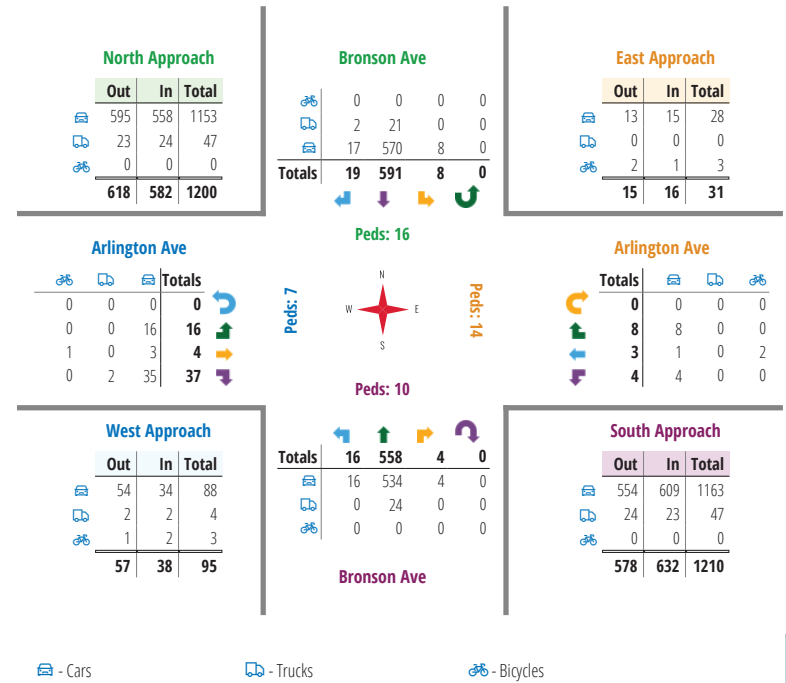 North Approach
Out In Total
595 558 1153
23 24 47
0 0 0
618 582 1200
Bronson Ave
0 0 0 0
2 21 0 0
17 570 8 0
Totals 19 591 8 0
East Approach
Out In Total
13 15 28
0 0 0
2 1 3
15 16 31
Arlington Ave
Totals
0 0 0 0
0 0 16 16
1 0 3 4
0 2 35 37
Peds: 16
Peds: 7
N
W E
S
Peds: 14
Peds: 10
Arlington Ave
Totals
0 0 0 0
8 8 0 0
3 1 0 2
4 4 0 0
West Approach
Out In Total
54 34 88
2 2 4
1 2 3
57 38 95
Totals 16 558 4 0
16 534 4 0
0 24 0 0
0 0 0 0
Bronson Ave
South Approach
Out In Total
554 609 1163
24 23 47
0 0 0
578 632 1210
- Cars
- Trucks
- Bicycles